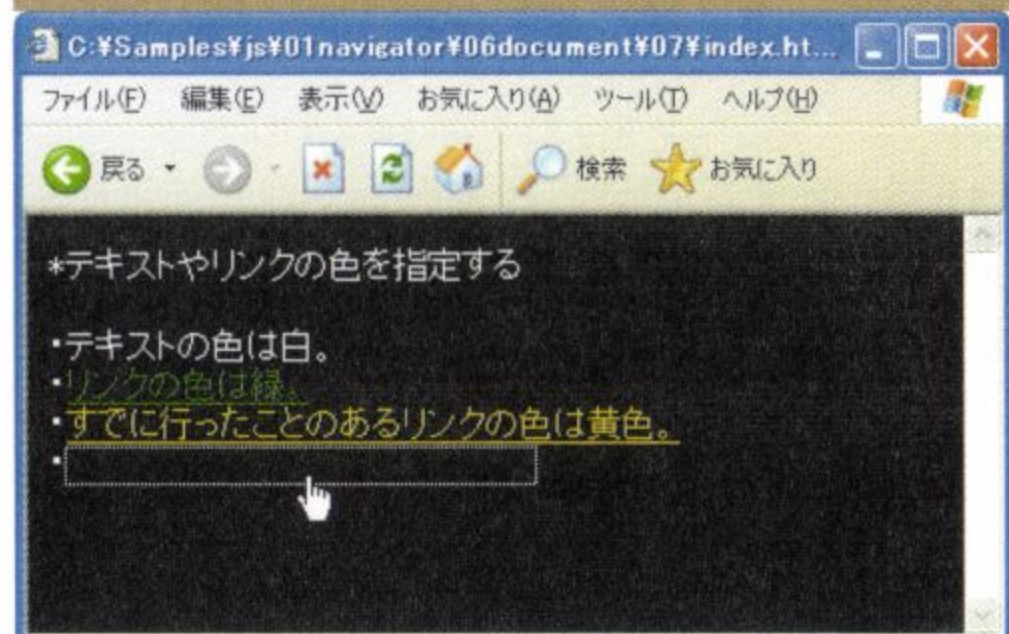 C:¥Samples¥js¥01navigator¥06document¥07¥index.ht...
ファイル(F) 編集(E) 表示(V) お気に入り(A) ツール(T) ヘルプ(H)
戻る 検索 お気に入り
*テキストやリンクの色を指定する
・テキストの色は白。
・リンクの色は緑。
・すでに行ったことのあるリンクの色は黄色。
・